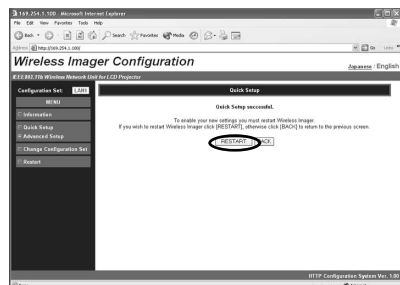 169.254.1.100 - Microsoft Internet Explorer
File Edit View Favorites Tools Help
Back Search Favorites Media
Address http://169.254.1.100/ Go Links
Wireless Imager Configuration
Japanese | English
IEEE802.11b Wireless Network Unit for LCD Projector
Configuration Set: LAN1
MENU
Information
Quick Setup
Advanced Setup
Change Configuration Set
Restart
Quick Setup
Quick Setup successful.
To enable your new settings you must restart Wireless Imager.
If you wish to restart Wireless Imager click [RESTART], otherwise click [BACK] to return to the previous screen.
RESTART BACK
HTTP Configuration System Ver. 1.00